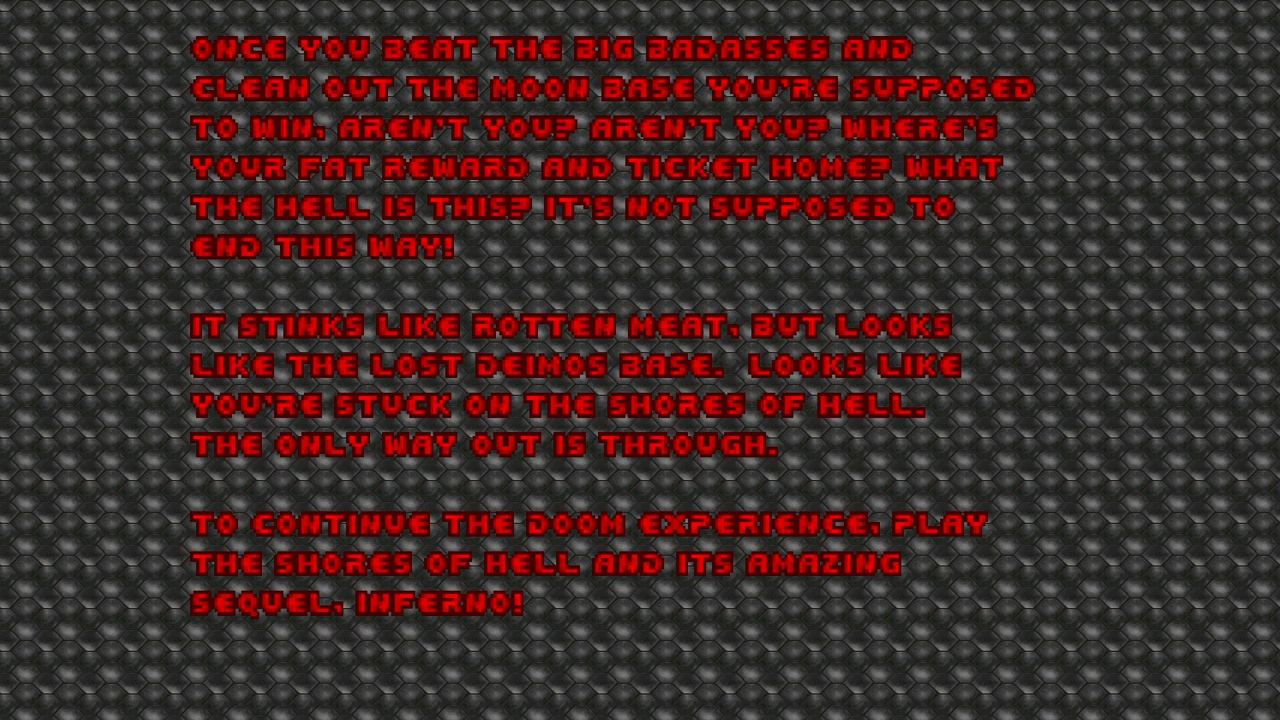 ONCE YOU BEAT THE BIG BADASSES AND
CLEAN OUT THE MOON BASE YOU'RE SUPPOSED
TO WIN, AREN'T YOU? AREN'T YOU? WHERE'S
YOUR FAT REWARD AND TICKET HOME? WHAT
THE HELL IS THIS? IT'S NOT SUPPOSED TO
END THIS WAY!

IT STINKS LIKE ROTTEN MEAT, BUT LOOKS
LIKE THE LOST DEIMOS BASE.  LOOKS LIKE
YOU'RE STUCK ON THE SHORES OF HELL.
THE ONLY WAY OUT IS THROUGH.

TO CONTINUE THE DOOM EXPERIENCE, PLAY
THE SHORES OF HELL AND ITS AMAZING
SEQUEL, INFERNO!